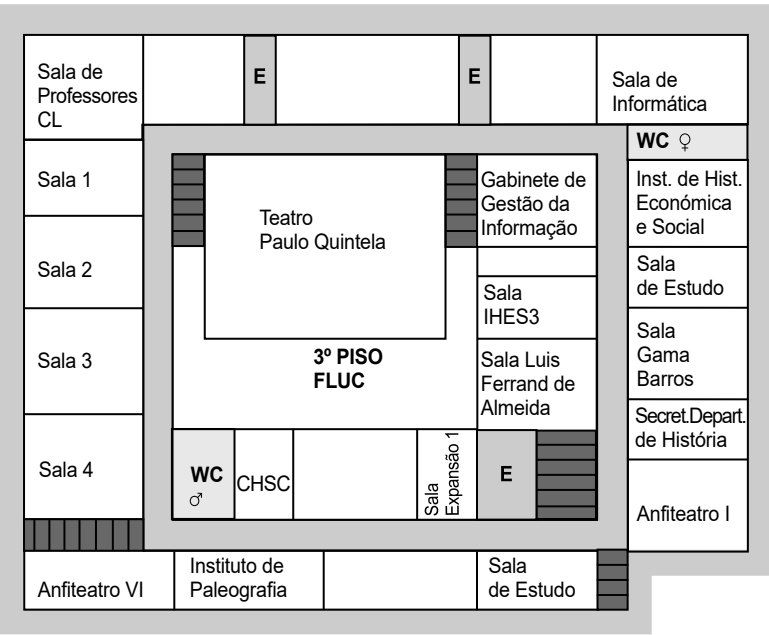 Sala de
Professores
CL
E
E
Sala de
Informática
WC ♀
Sala 1
Teatro
Paulo Quintela
Gabinete de
Gestão da
Informação
Inst. de Hist.
Económica
e Social
Sala 2
Sala
IHES3
Sala
de Estudo
Sala 3
3º PISO
FLUC
Sala Luis
Ferrand de
Almeida
Sala
Gama
Barros
Secret.Depart.
de História
Sala 4
WC
♂
CHSC
Sala
Expansão 1
E
Anfiteatro I
Anfiteatro VI
Instituto de
Paleografia
Sala
de Estudo